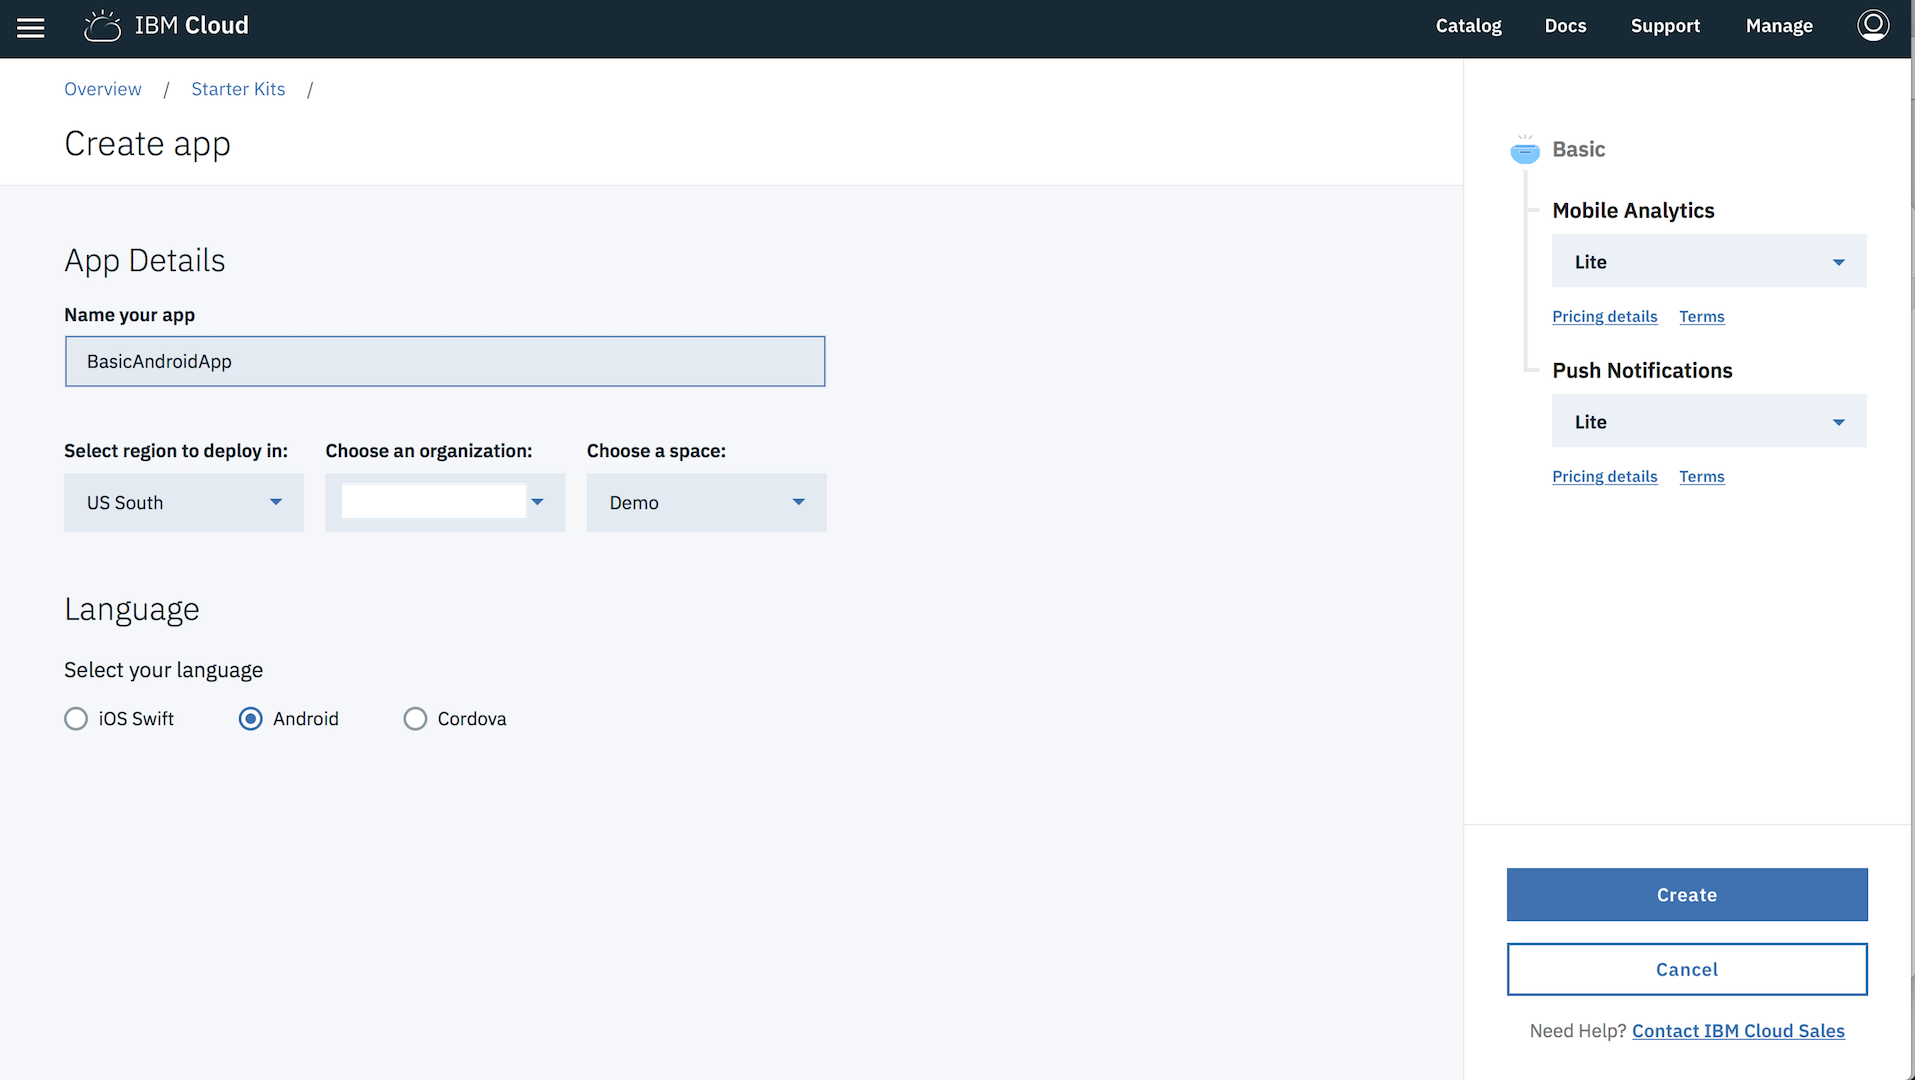 IBM Cloud
Catalog Docs Support Manage
Overview / Starter Kits /
Create app
App Details
Name your app
BasicAndroidApp
Select region to deploy in: Choose an organization: Choose a space:
US South Demo
Language
Select your language
iOS Swift Android Cordova
Basic
Mobile Analytics
Lite
Pricing details Terms
Push Notifications
Lite
Pricing details Terms
Create
Cancel
Need Help? Contact IBM Cloud Sales